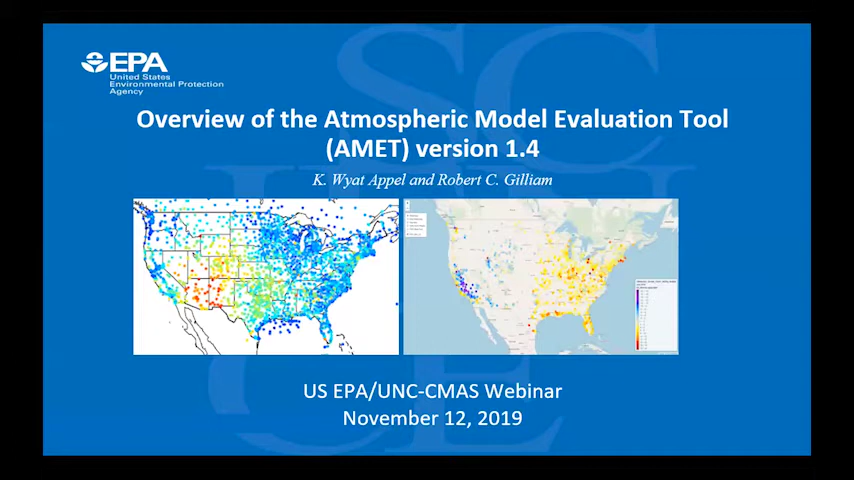 EPA
United States
Environmental Protection
Agency
Overview of the Atmospheric Model Evaluation Tool
(AMET) version 1.4
K. Wyat Appel and Robert C. Gilliam
US EPA/UNC-CMAS Webinar
November 12, 2019